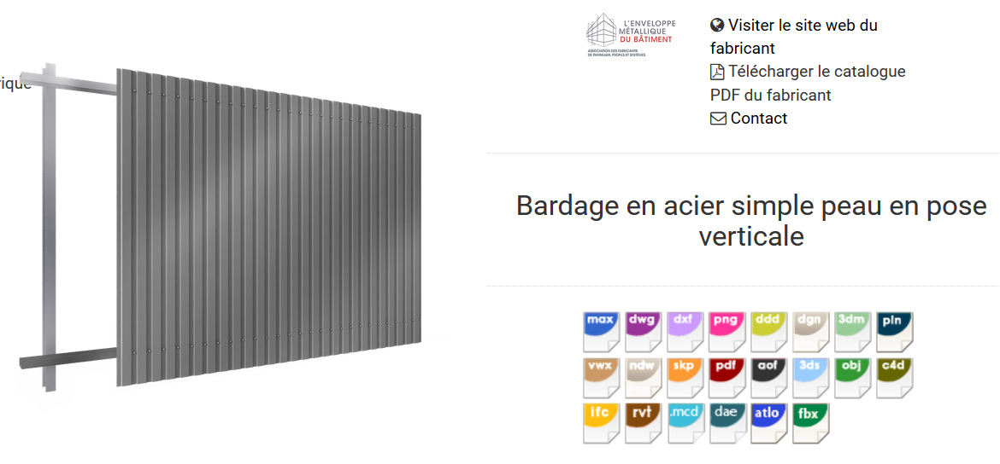 rique
L'ENVELOPPE
MÉTALLIQUE
DU BÂTIMENT
ASSOCIATION DES FABRICANTS
DE PANNEAUX, PROFILS ET SYSTÈMES
Visiter le site web du
fabricant
Télécharger le catalogue
PDF du fabricant
Contact
Bardage en acier simple peau en pose
verticale
max dwg dxf png ddd dgn 3dm pln
vwx ndw skp pdf aof 3ds obj c4d
ifc rvt .mcd dae atlo fbx